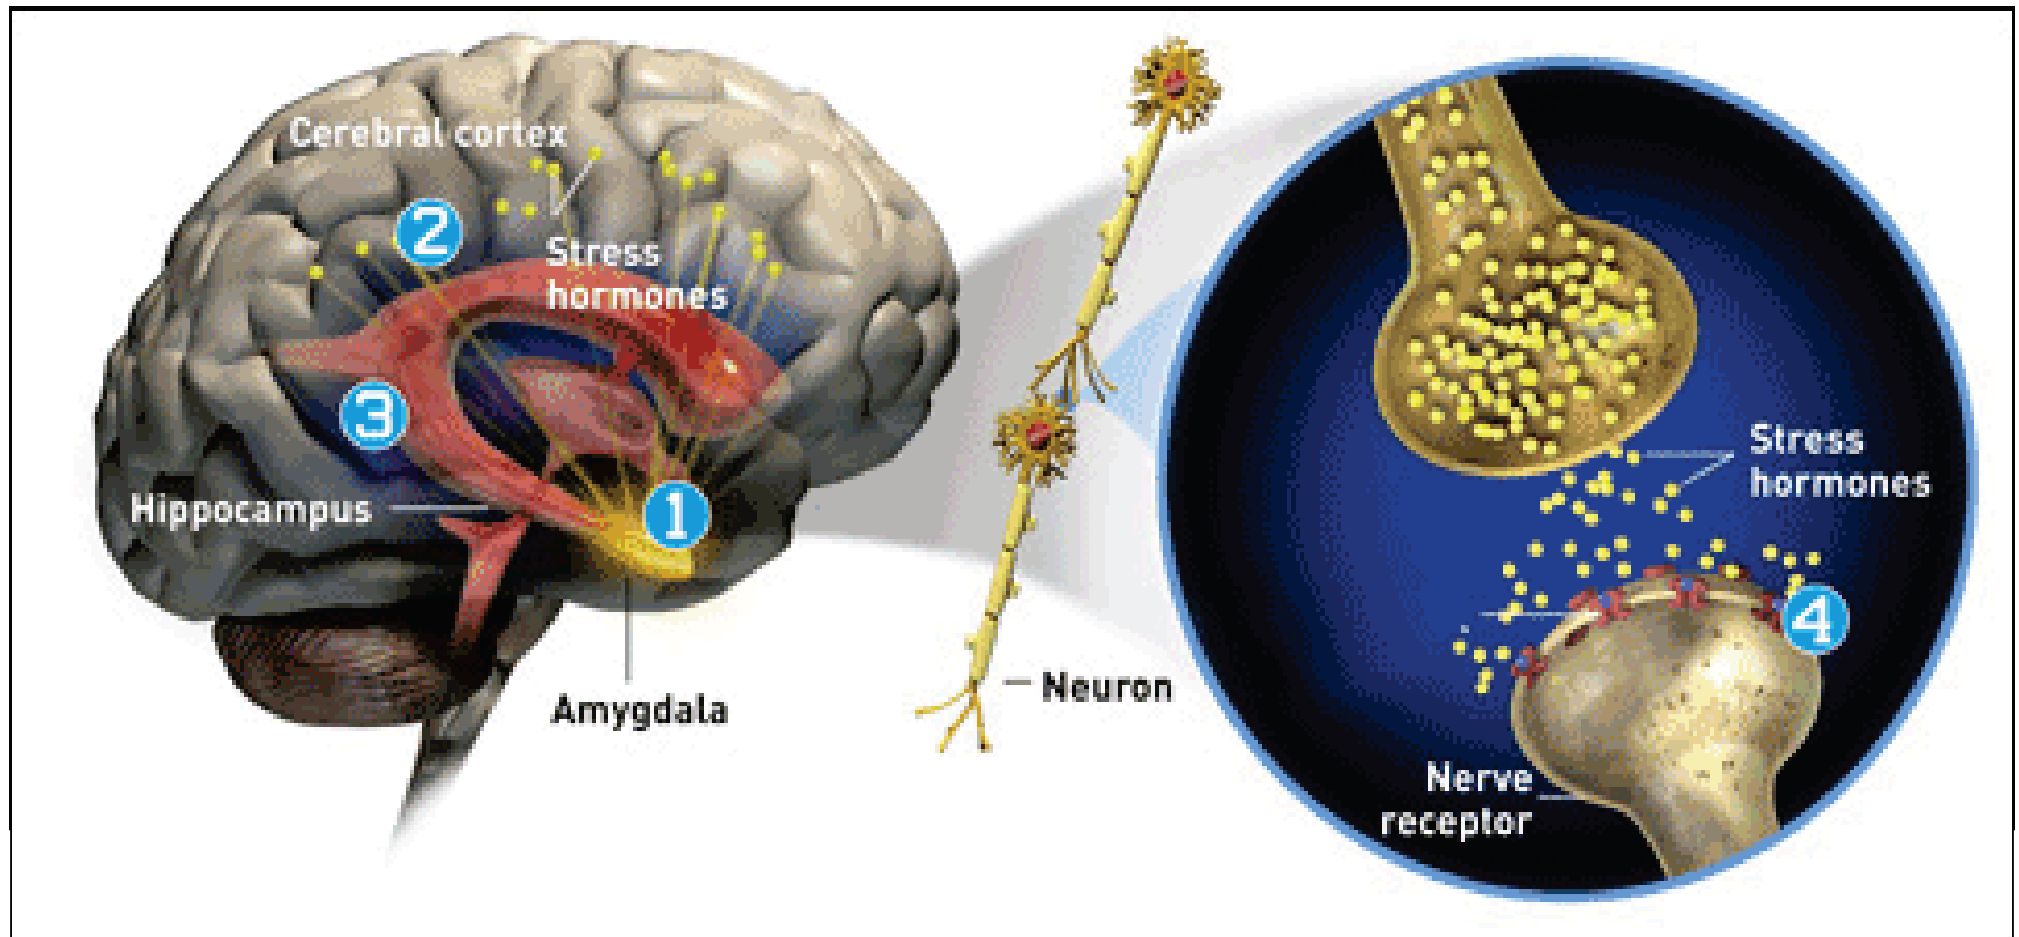 Cerebral cortex
2
Stress
hormones
3
Hippocampus
1
Amygdala
Neuron
Stress
hormones
4
Nerve
receptor